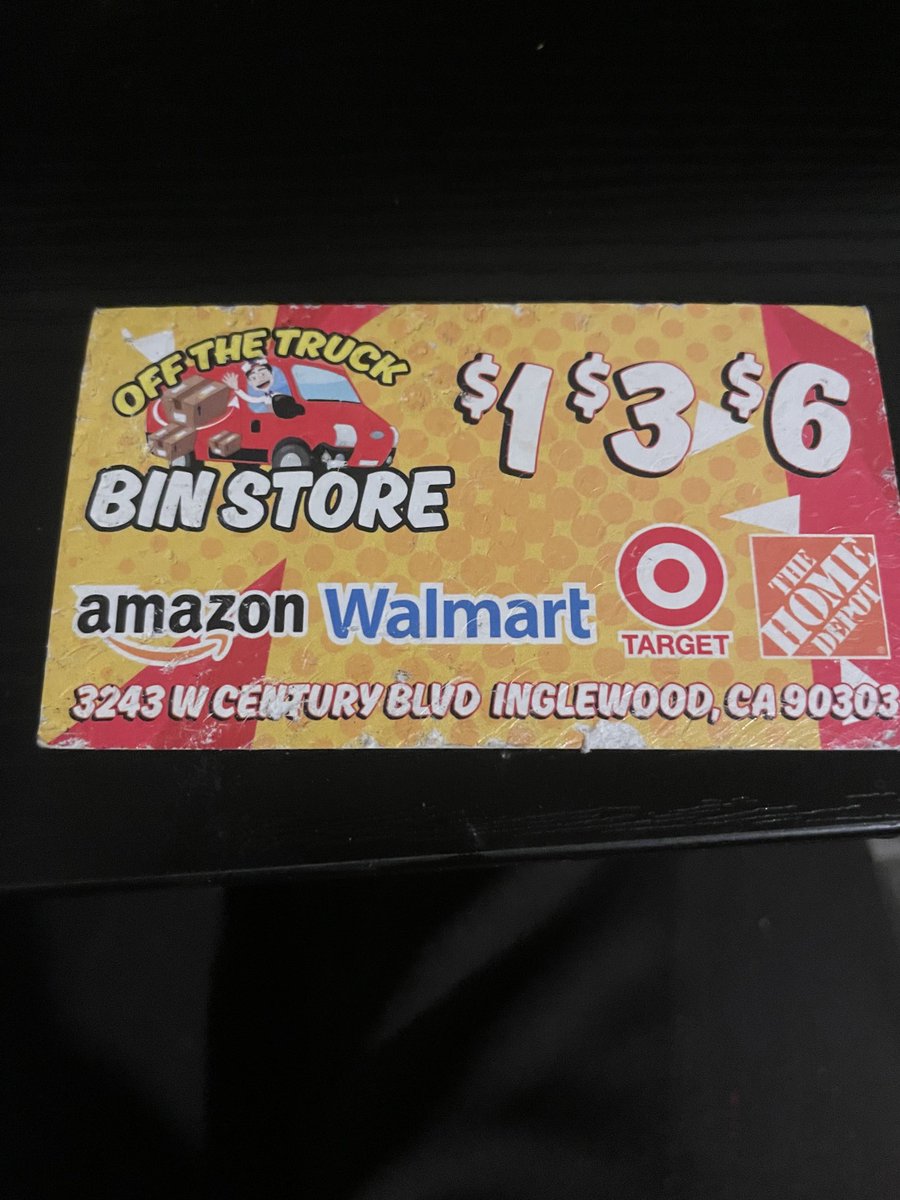 OFF THE TRUCK
BIN STORE
$1 $3 $6
amazon Walmart TARGET THE HOME DEPOT
3243 W CENTURY BLVD INGLEWOOD, CA 90303